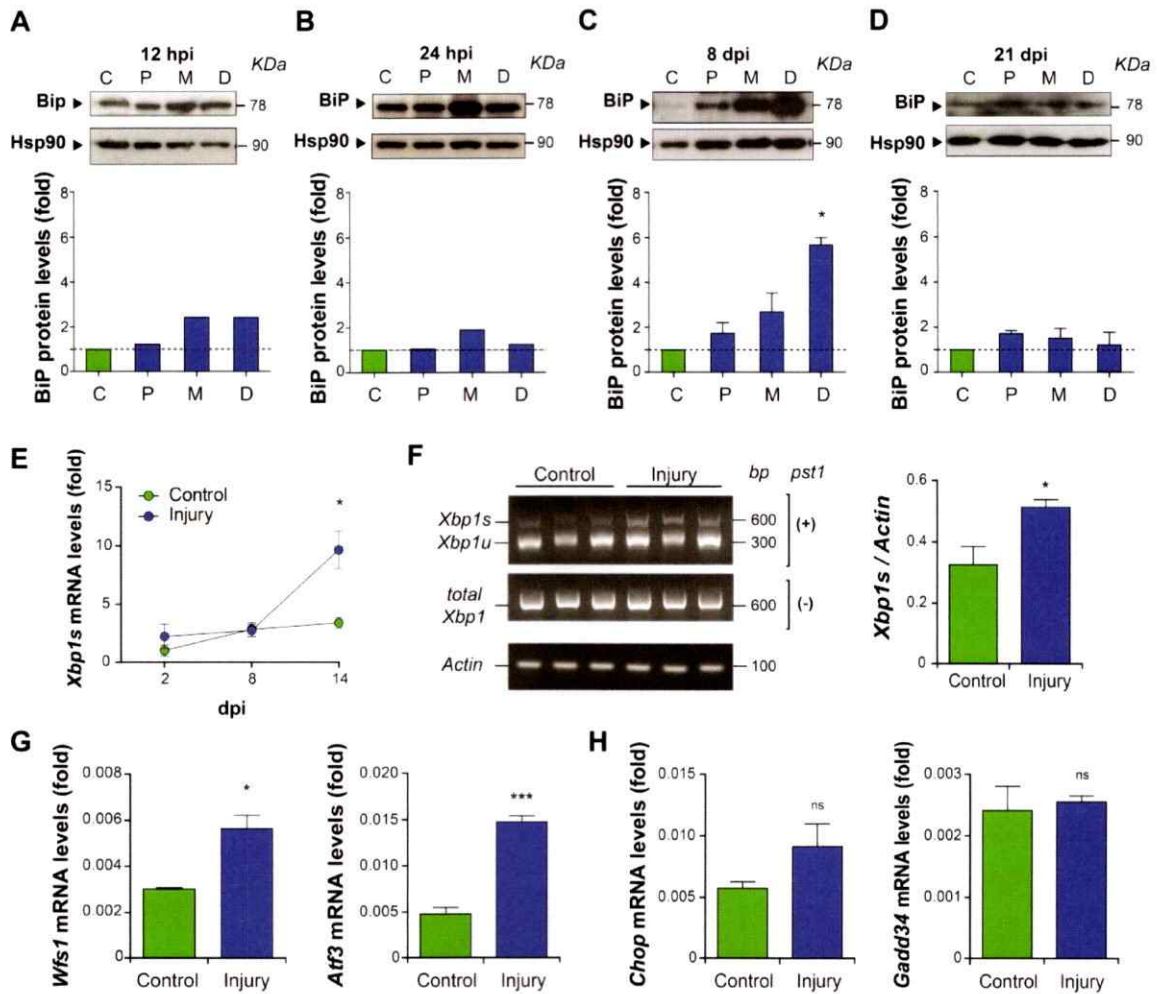 A
12 hpi
C P M D KDa
Bip 78
Hsp90 90
BiP protein levels (fold)
8
6
4
2
0
C P M D
B
24 hpi
C P M D KDa
BiP 78
Hsp90 90
BiP protein levels (fold)
8
6
4
2
0
C P M D
C
8 dpi
C P M D KDa
BiP 78
Hsp90 90
BiP protein levels (fold)
8
6
4
2
0
*
C P M D
D
21 dpi
C P M D KDa
BiP 78
Hsp90 90
BiP protein levels (fold)
8
6
4
2
0
C P M D
E
Xbp1s mRNA levels (fold)
15
10
5
0
Control
Injury
*
2 8 14
dpi
F
Control Injury bp pst1
Xbp1s 600
Xbp1u 300
(+)
total
Xbp1
600 (-)
Actin 100
Xbp1s / Actin
0.6
0.4
0.2
0
*
Control Injury
G
Wfs1 mRNA levels (fold)
0.008
0.006
0.004
0.002
0
*
Control Injury
Atf3 mRNA levels (fold)
0.020
0.015
0.010
0.005
0
***
Control Injury
H
Chop mRNA levels (fold)
0.015
0.010
0.005
0
ns
Control Injury
Gadd34 mRNA levels (fold)
0.003
0.002
0.001
0
ns
Control Injury